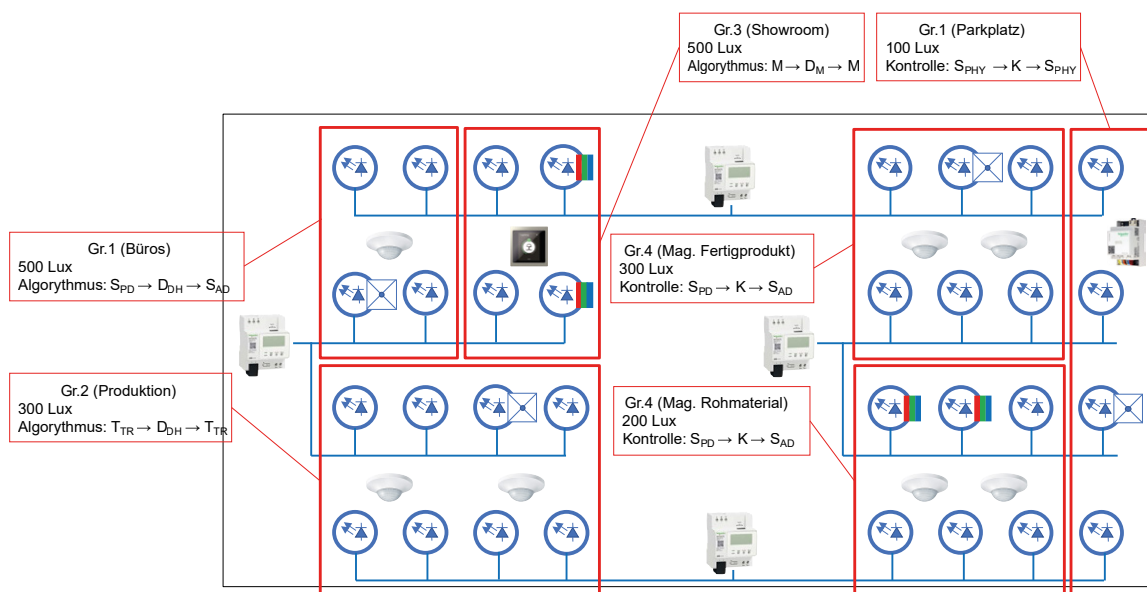 Gr.3 (Showroom)
500 Lux
Algorythmus: M → D_M → M
Gr.1 (Parkplatz)
100 Lux
Kontrolle: S_PHY → K → S_PHY
Gr.1 (Büros)
500 Lux
Algorythmus: S_PD → D_DH → S_AD
Gr.4 (Mag. Fertigprodukt)
300 Lux
Kontrolle: S_PD → K → S_AD
Gr.2 (Produktion)
300 Lux
Algorythmus: T_TR → D_DH → T_TR
Gr.4 (Mag. Rohmaterial)
200 Lux
Kontrolle: S_PD → K → S_AD